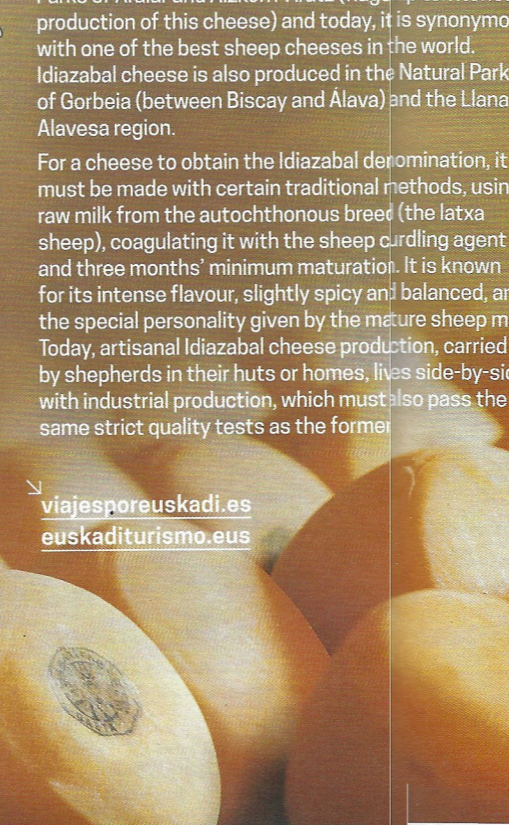 production of this cheese) and today, it is synonymo
with one of the best sheep cheeses in the world.
Idiazabal cheese is also produced in the Natural Park
of Gorbeia (between Biscay and Álava) and the Llana
Alavesa region.
For a cheese to obtain the Idiazabal denomination, it
must be made with certain traditional methods, usin
raw milk from the autochthonous breed (the latxa
sheep), coagulating it with the sheep curdling agent
and three months' minimum maturation. It is known
for its intense flavour, slightly spicy and balanced, an
the special personality given by the mature sheep m
Today, artisanal Idiazabal cheese production, carried
by shepherds in their huts or homes, lives side-by-sid
with industrial production, which must also pass the
same strict quality tests as the former
viajesporeuskadi.es
euskaditurismo.eus